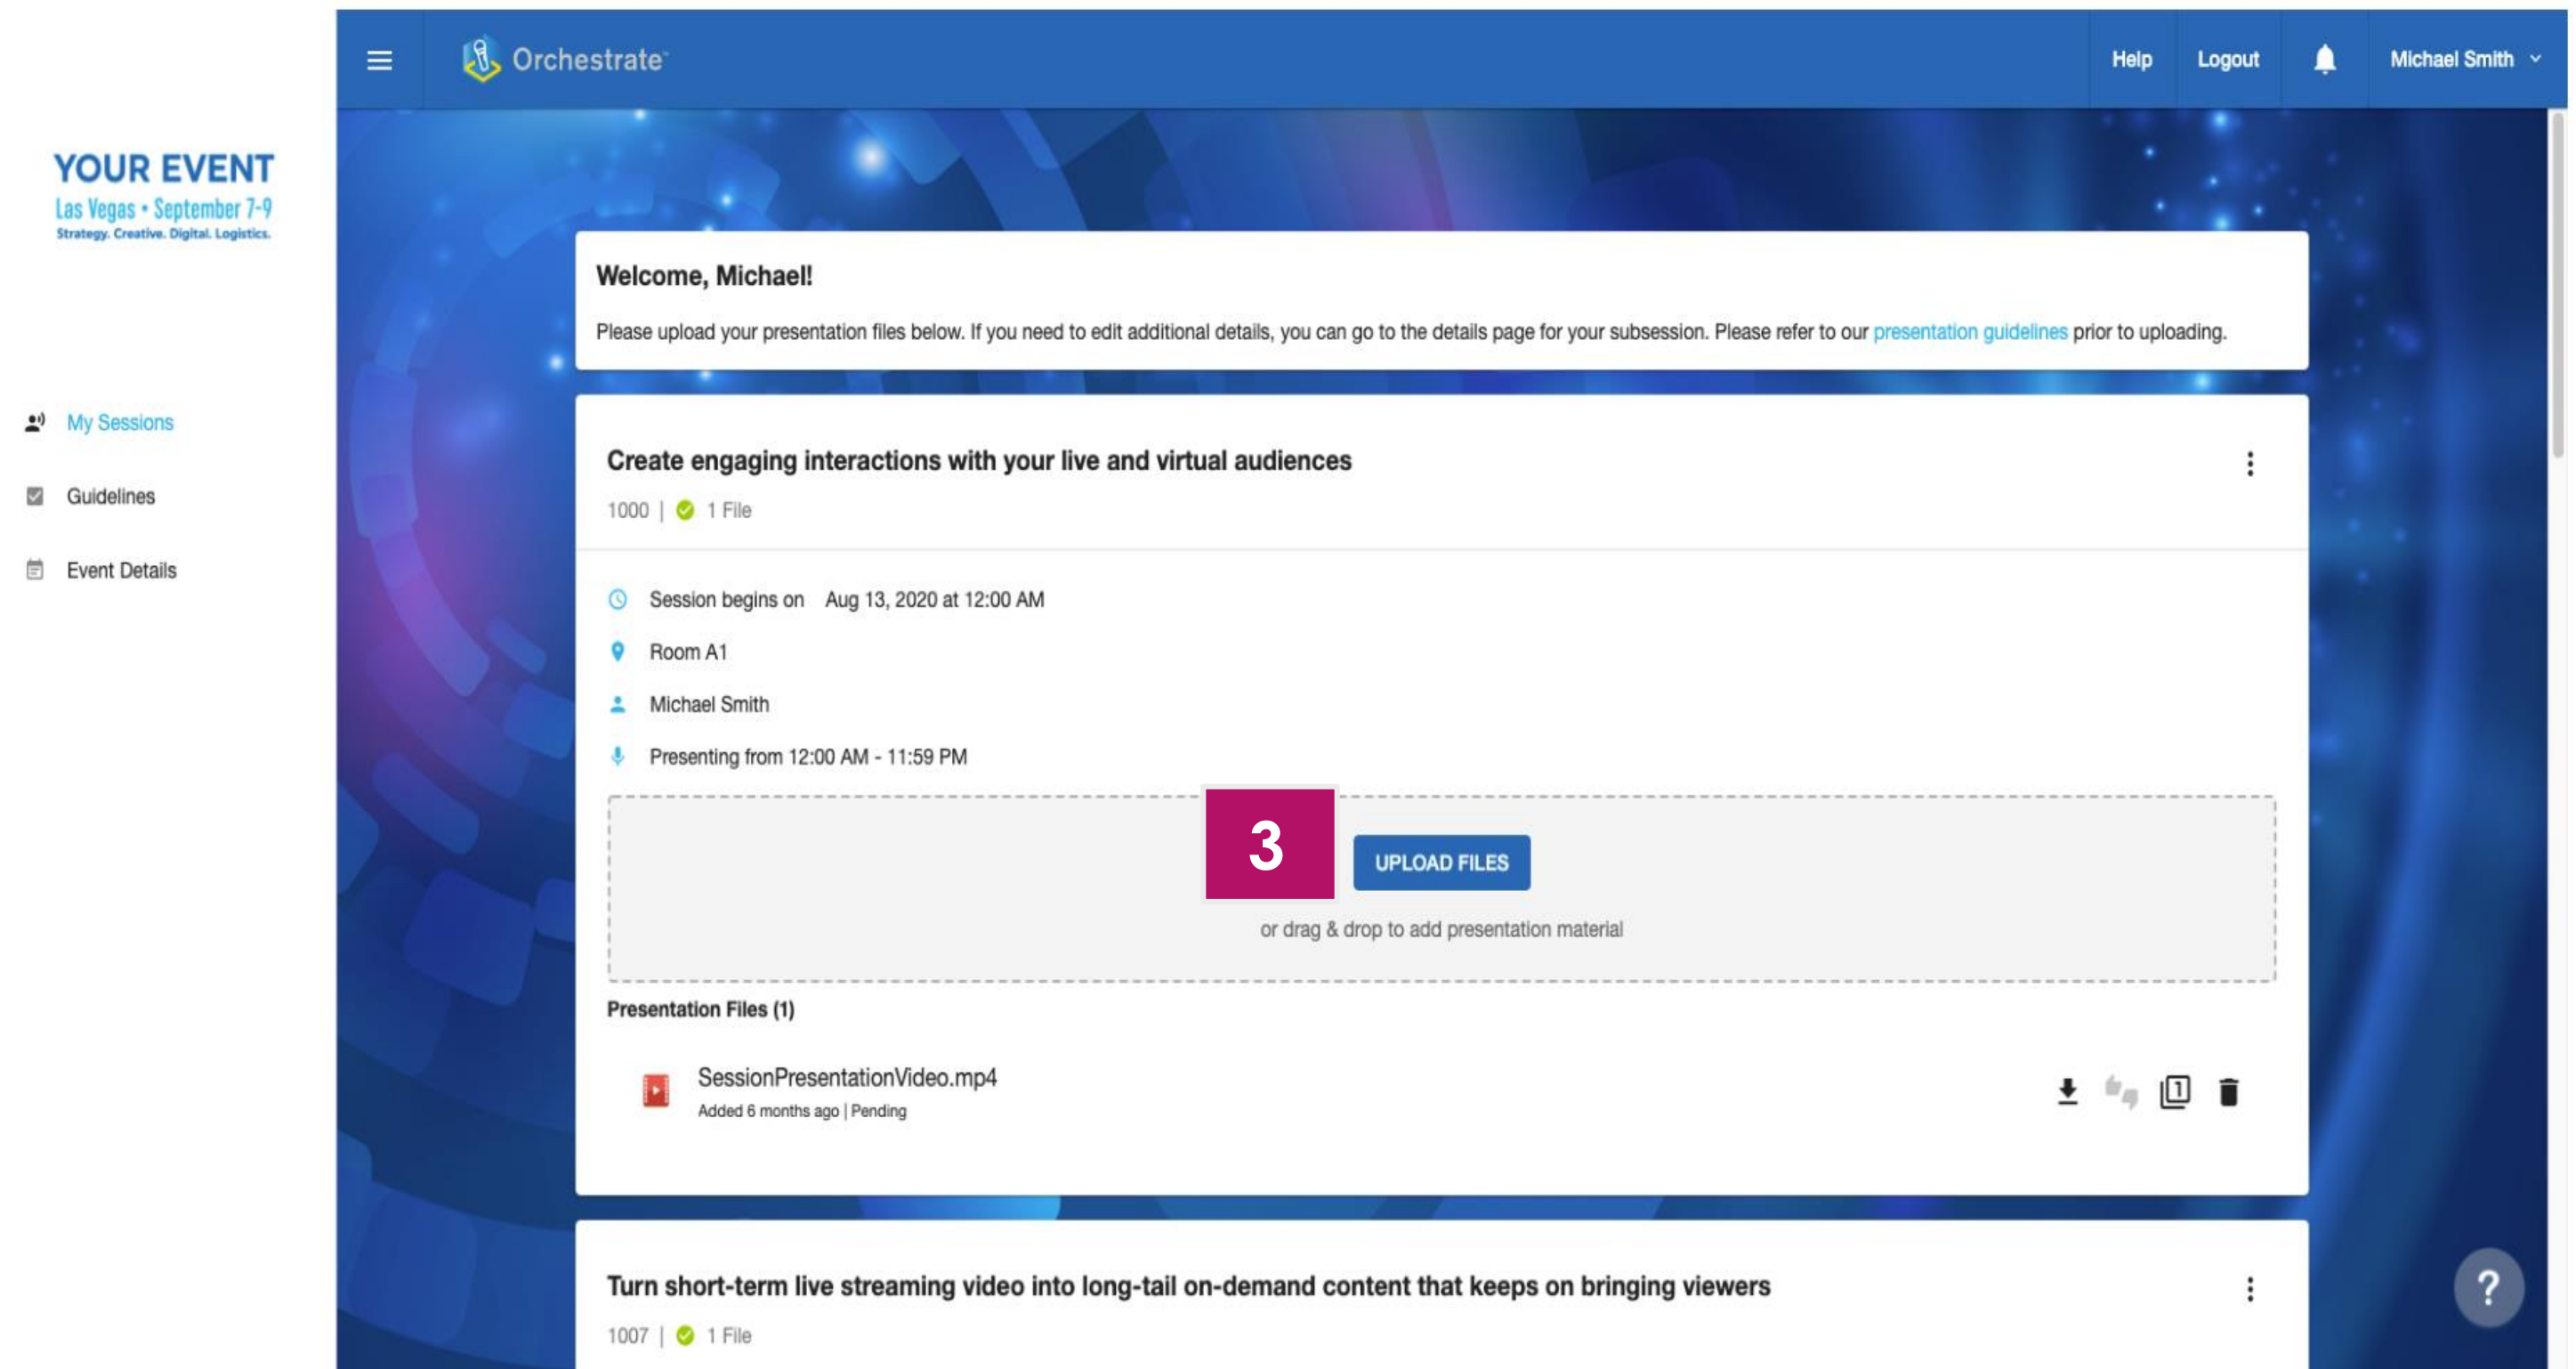 Orchestrate™
Help
Logout
Michael Smith
YOUR EVENT
Las Vegas • September 7-9
Strategy. Creative. Digital. Logistics.
My Sessions
Guidelines
Event Details
Welcome, Michael!
Please upload your presentation files below. If you need to edit additional details, you can go to the details page for your subsession. Please refer to our presentation guidelines prior to uploading.
Create engaging interactions with your live and virtual audiences
1000 | 1 File
Session begins on Aug 13, 2020 at 12:00 AM
Room A1
Michael Smith
Presenting from 12:00 AM - 11:59 PM
3
UPLOAD FILES
or drag & drop to add presentation material
Presentation Files (1)
SessionPresentationVideo.mp4
Added 6 months ago | Pending
1
Turn short-term live streaming video into long-tail on-demand content that keeps on bringing viewers
1007 | 1 File
?